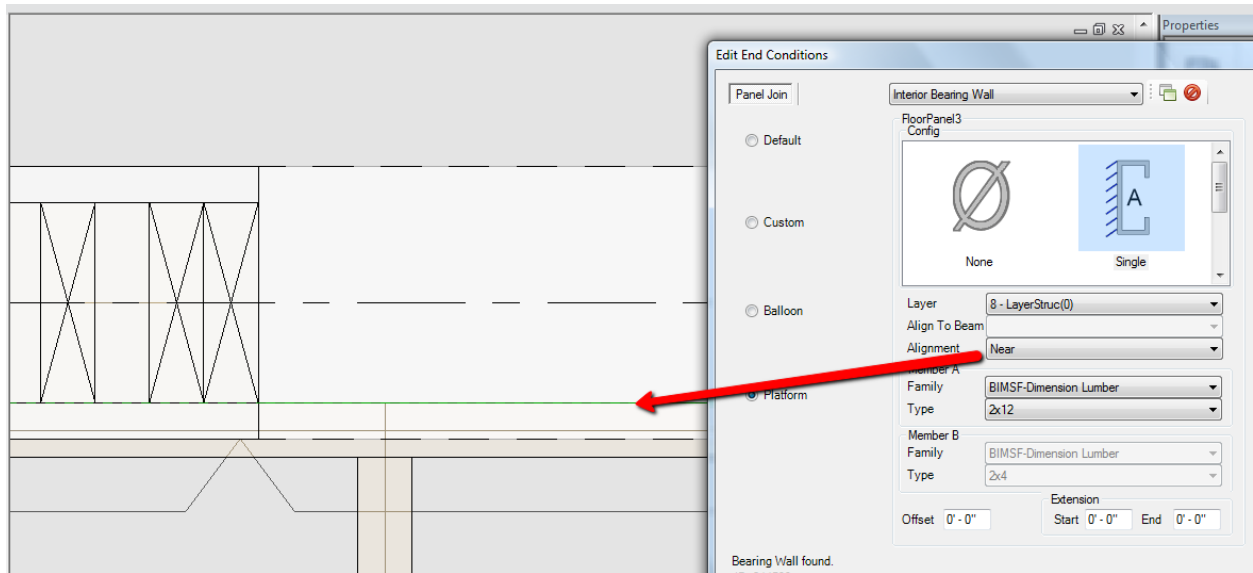 Properties
Edit End Conditions
Panel Join
Interior Bearing Wall
FloorPanel3
Config
Default
A
Custom
None
Single
Layer
8 - LayerStruc(0)
Balloon
Align To Beam
Alignment
Near
Member A
Family
BIMSF-Dimension Lumber
Platform
Type
2x12
Member B
Family
BIMSF-Dimension Lumber
Type
2x4
Extension
Offset 0' - 0" Start 0' - 0" End 0' - 0"
Bearing Wall found.